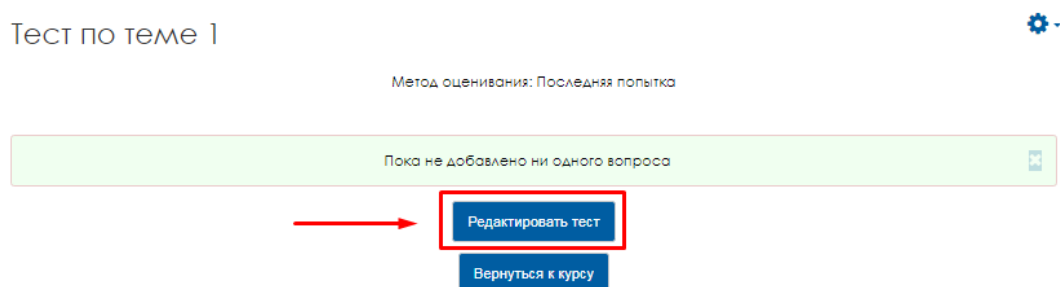 Тест по теме 1
Метод оценивания: Последняя попытка
Пока не добавлено ни одного вопроса
Редактировать тест
Вернуться к курсу